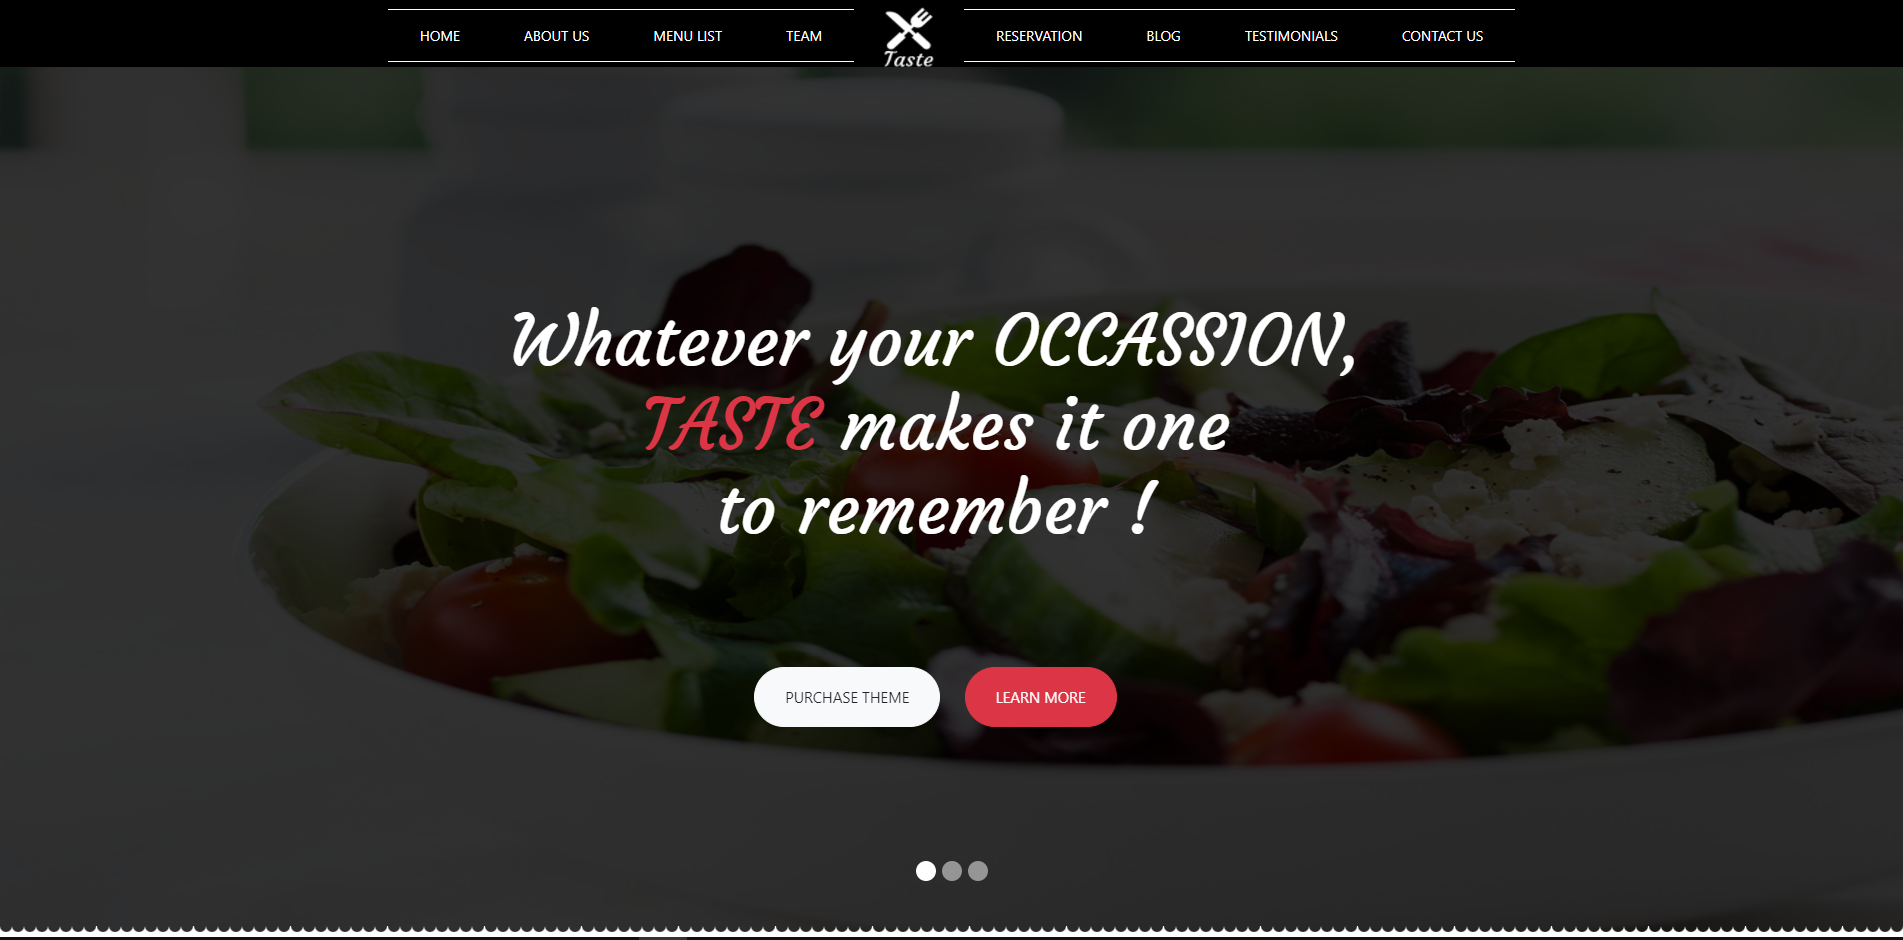 HOME ABOUT US MENU LIST TEAM Taste RESERVATION BLOG TESTIMONIALS CONTACT US
Whatever your OCCASSION,
TASTE makes it one
to remember !
PURCHASE THEME LEARN MORE